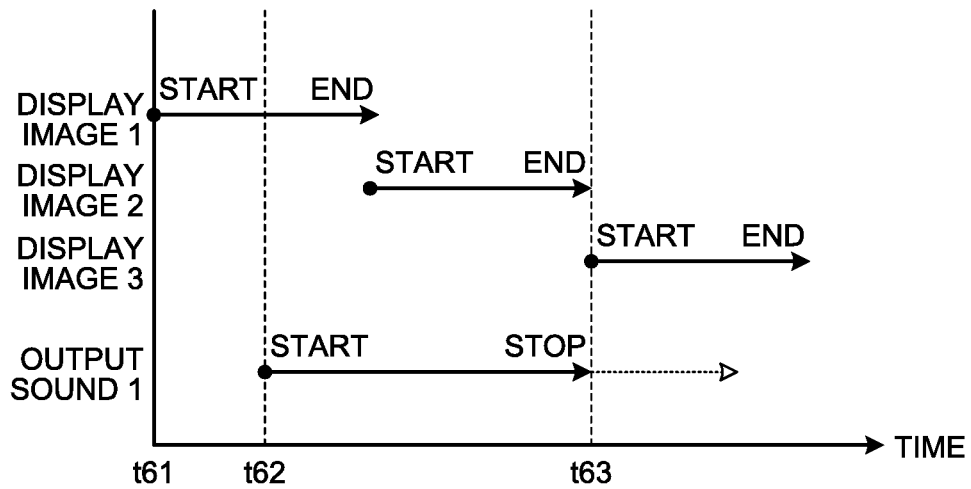 START END
DISPLAY
IMAGE 1
START END
DISPLAY
IMAGE 2
START END
DISPLAY
IMAGE 3
START STOP
OUTPUT
SOUND 1
TIME
t61 t62 t63